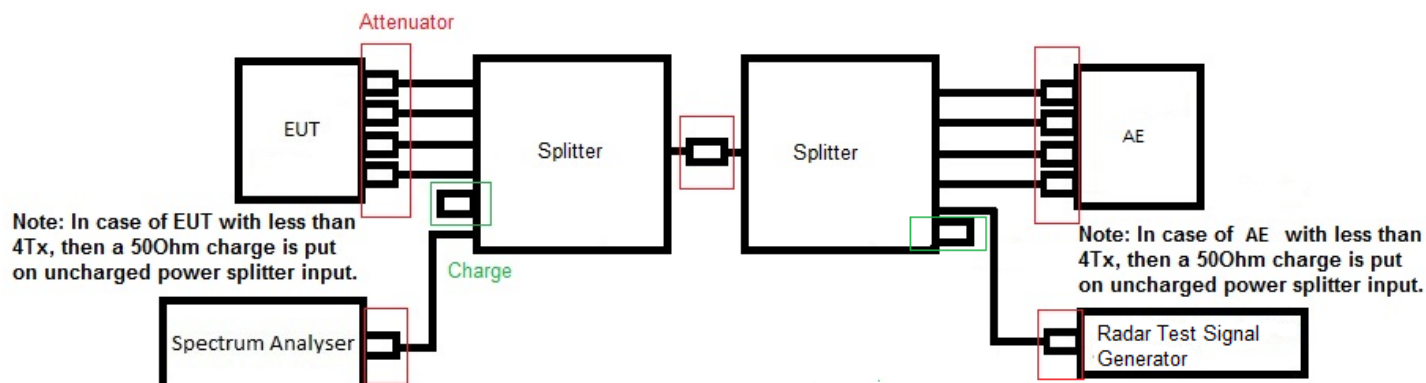 Attenuator
EUT
Splitter
Splitter
AE
Note: In case of EUT with less than
4Tx, then a 50Ohm charge is put
on uncharged power splitter input.
Charge
Note: In case of AE with less than
4Tx, then a 50Ohm charge is put
on uncharged power splitter input.
Spectrum Analyser
Radar Test Signal
Generator